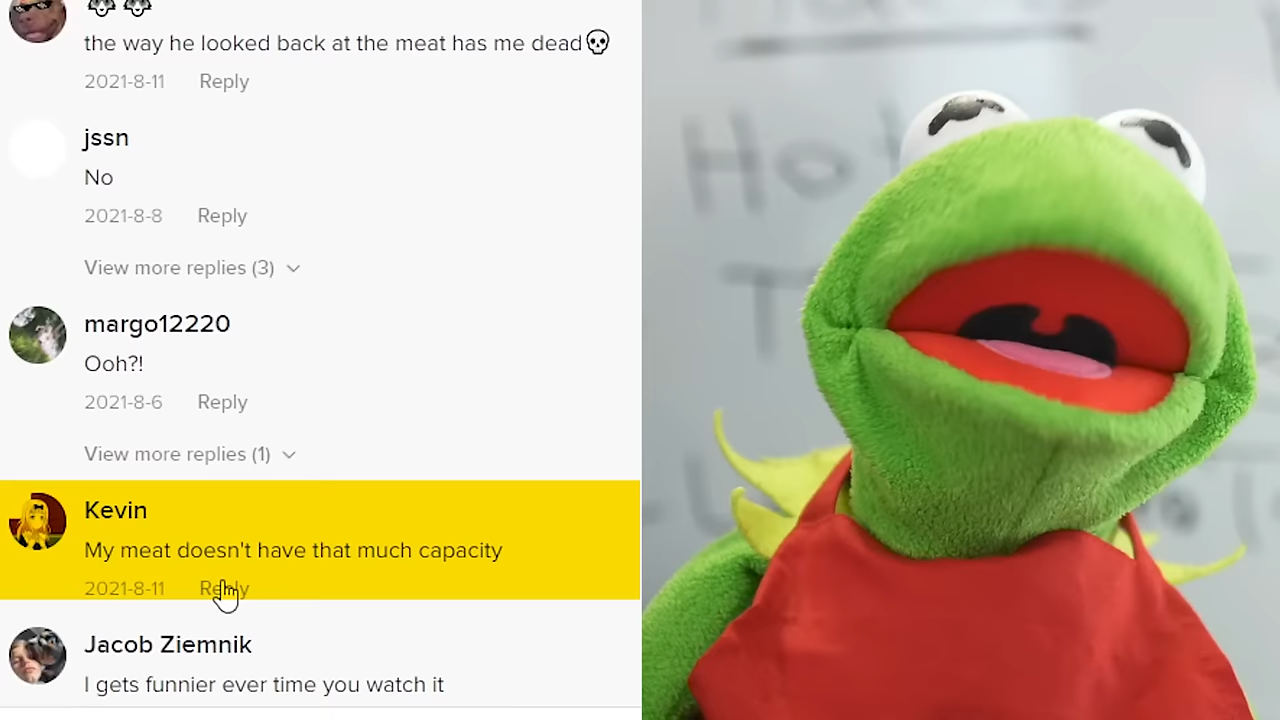 the way he looked back at the meat has me dead💀
2021-8-11 Reply
jssn
No
2021-8-8 Reply
View more replies (3)
margo12220
Ooh?!
2021-8-6 Reply
View more replies (1)
Kevin
My meat doesn't have that much capacity
2021-8-11 Reply
Jacob Ziemnik
I gets funnier ever time you watch it